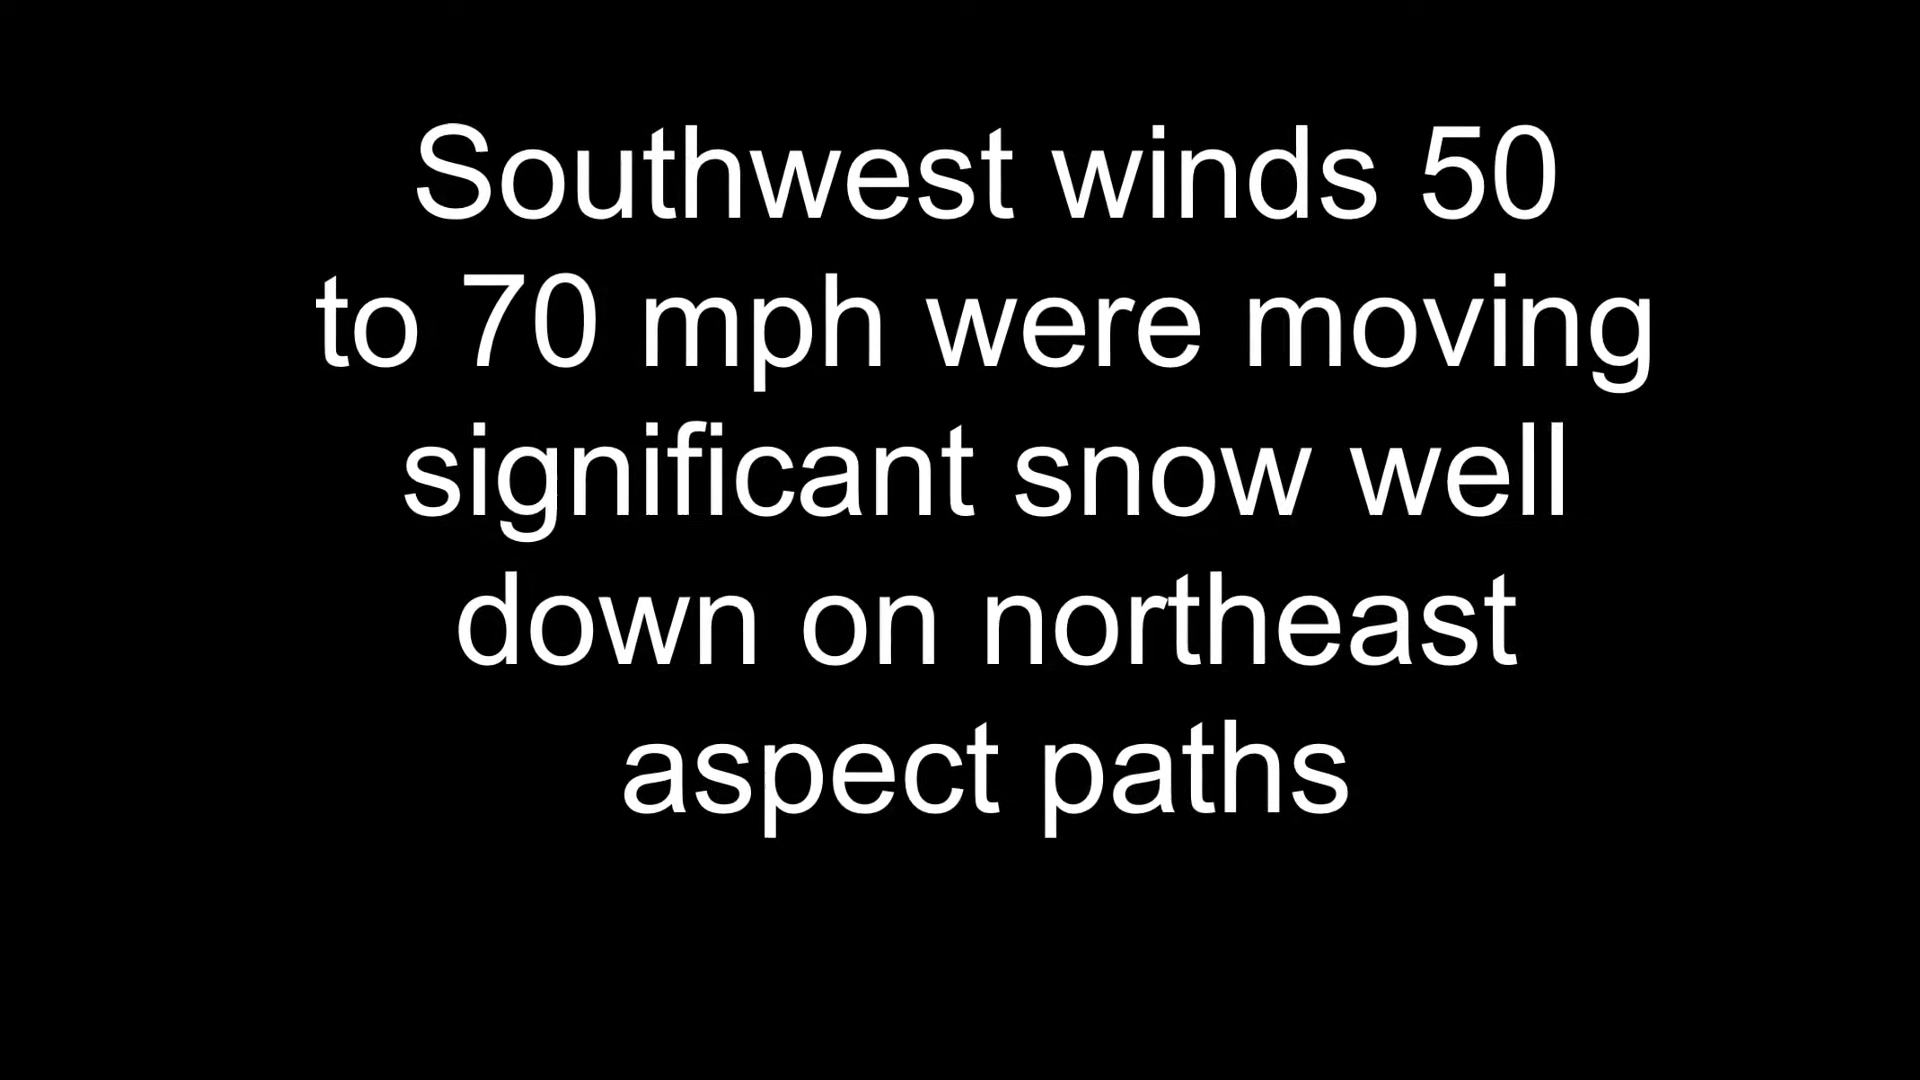 Southwest winds 50
to 70 mph were moving
significant snow well
down on northeast
aspect paths